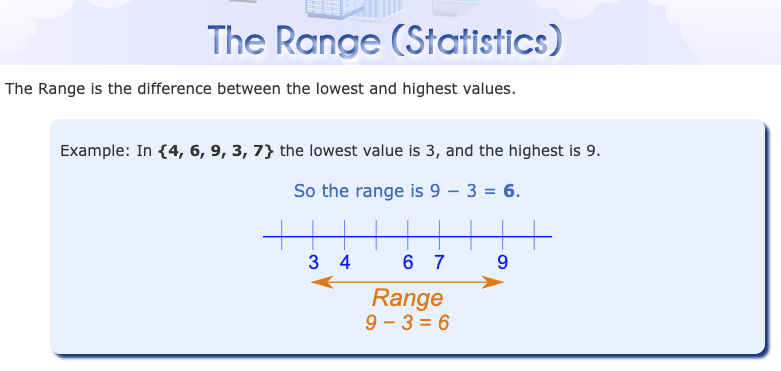 The Range (Statistics)
The Range is the difference between the lowest and highest values.
Example: In {4, 6, 9, 3, 7} the lowest value is 3, and the highest is 9.
So the range is 9 − 3 = 6.
3 4 6 7 9
Range
9 − 3 = 6